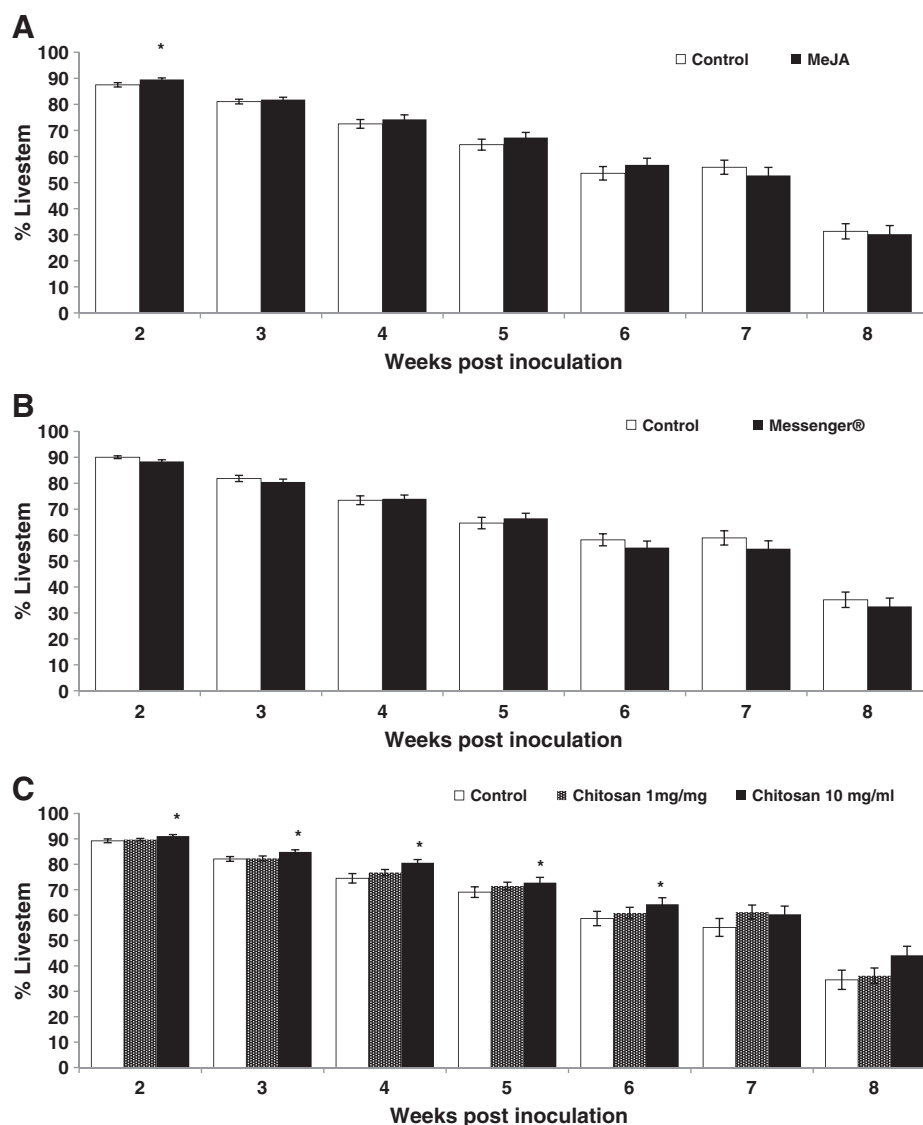 A
Control MeJA
*
100
90
80
70
60
50
40
30
20
10
0
% Livestem
2 3 4 5 6 7 8
Weeks post inoculation
B
Control Messenger®
100
90
80
70
60
50
40
30
20
10
0
% Livestem
2 3 4 5 6 7 8
Weeks post inoculation
C
Control Chitosan 1mg/mg Chitosan 10 mg/ml
* * * * *
100
90
80
70
60
50
40
30
20
10
0
% Livestem
2 3 4 5 6 7 8
Weeks post inoculation